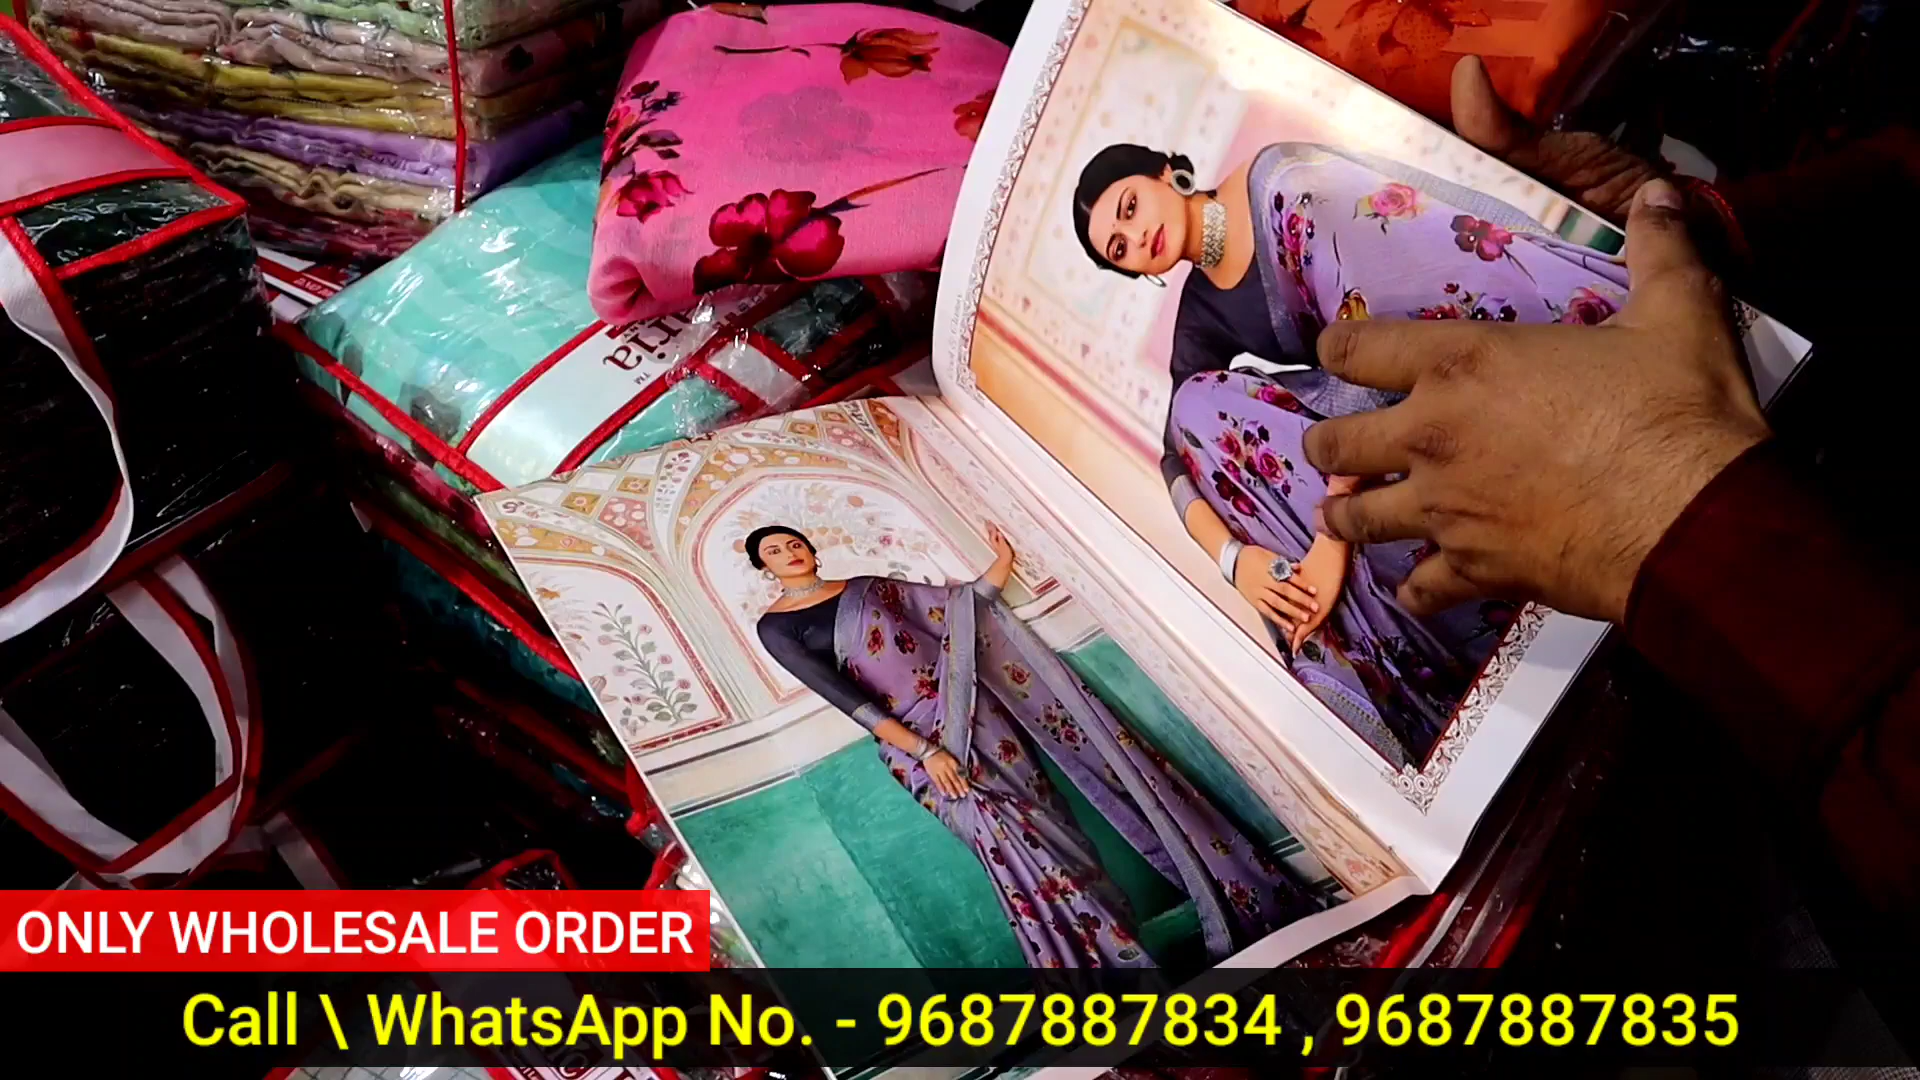 ONLY WHOLESALE ORDER
Call \ WhatsApp No. - 9687887834 , 9687887835